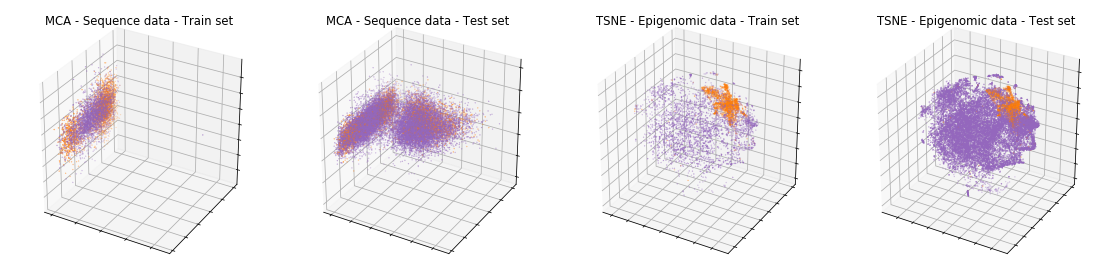 MCA - Sequence data - Train set
MCA - Sequence data - Test set
TSNE - Epigenomic data - Train set
TSNE - Epigenomic data - Test set